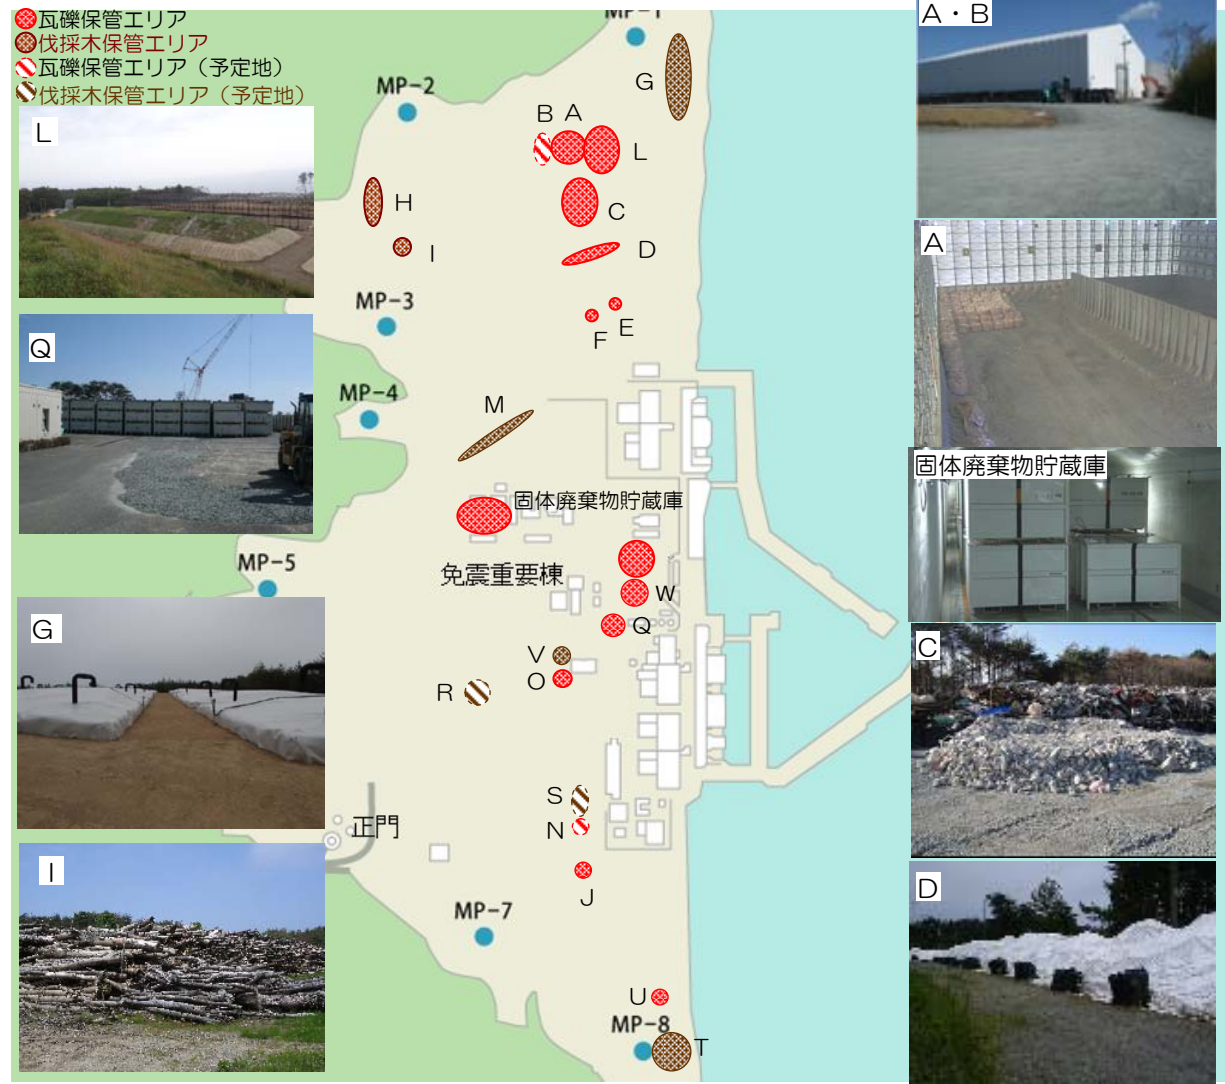 瓦礫保管エリア
伐採木保管エリア
瓦礫保管エリア（予定地）
伐採木保管エリア（予定地）
MP-1
A・B
G
MP-2
L
B
A
L
H
C
I
D
A
MP-3
E
F
Q
MP-4
M
固体廃棄物貯蔵庫
固体廃棄物貯蔵庫
MP-5
免震重要棟
W
Q
G
V
O
C
R
S
N
正門
I
J
D
MP-7
U
MP-8
T